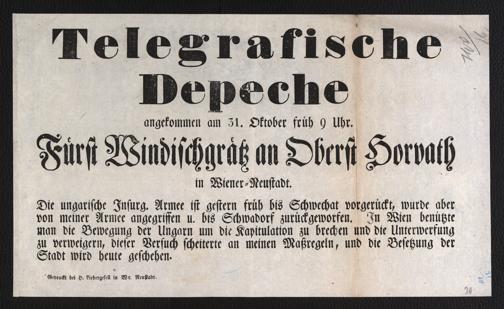 Telegrafische
Depeche
angekommen am 31. Oktober früh 9 Uhr.
Fürst Windischgrätz an Oberst Horvath
in Wiener-Neustadt.
Die ungarische Insurg. Armee ist gestern früh bis Schwechat vorgerückt, wurde aber
von meiner Armee angegriffen u. bis Schwadorf zurückgeworfen. In Wien benützte
man die Bewegung der Ungarn um die Kapitulation zu brechen und die Unterwerfung
zu verweigern, dieser Versuch scheiterte an meinen Maßregeln, und die Besetzung der
Stadt wird heute geschehen.
Gedruckt bei H. Liebergesell in Wr. Neustadt.